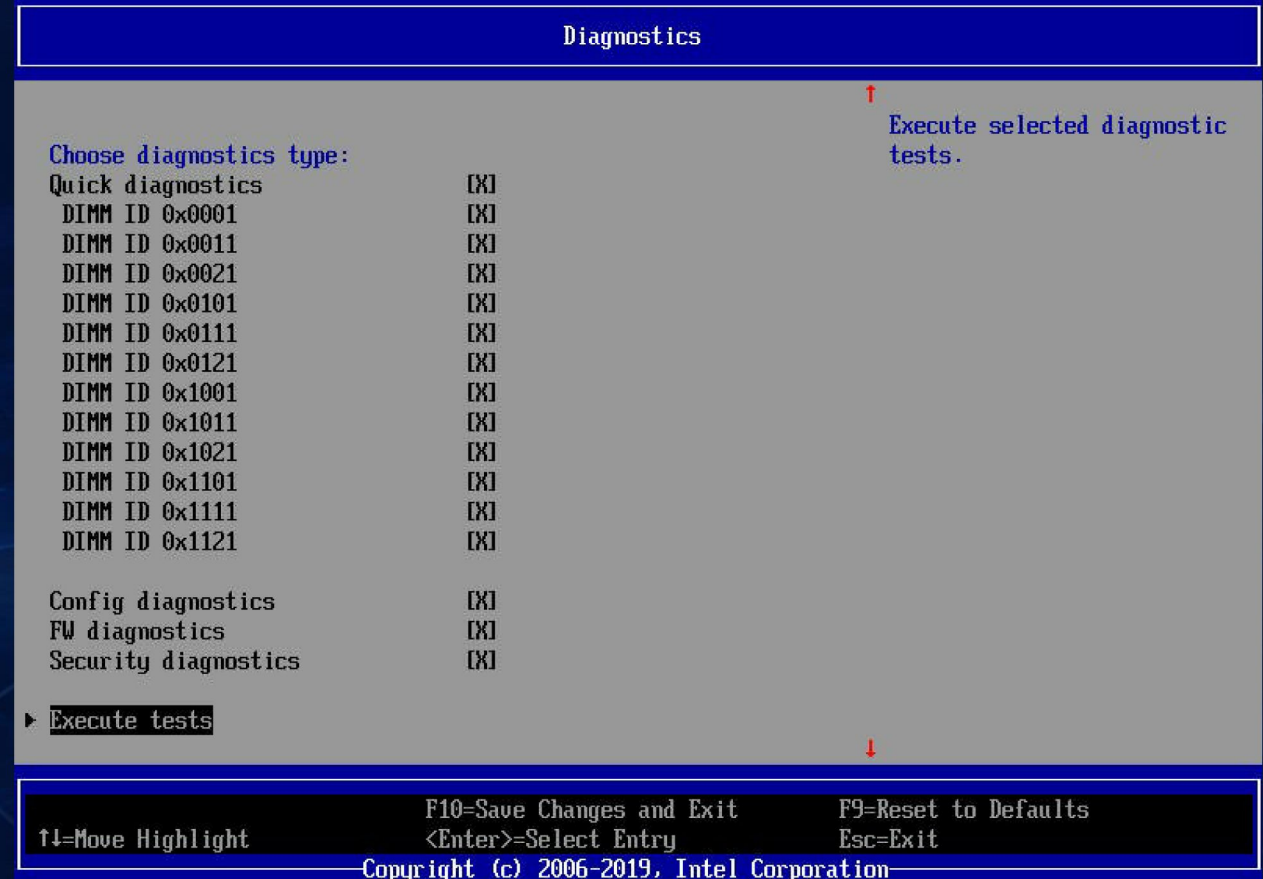 Diagnostics
Execute selected diagnostic
tests.
Choose diagnostics type:
Quick diagnostics [X]
DIMM ID 0x0001 [X]
DIMM ID 0x0011 [X]
DIMM ID 0x0021 [X]
DIMM ID 0x0101 [X]
DIMM ID 0x0111 [X]
DIMM ID 0x0121 [X]
DIMM ID 0x1001 [X]
DIMM ID 0x1011 [X]
DIMM ID 0x1021 [X]
DIMM ID 0x1101 [X]
DIMM ID 0x1111 [X]
DIMM ID 0x1121 [X]
Config diagnostics [X]
FW diagnostics [X]
Security diagnostics [X]
Execute tests
F10=Save Changes and Exit F9=Reset to Defaults
↑↓=Move Highlight <Enter>=Select Entry Esc=Exit
Copyright (c) 2006-2019, Intel Corporation